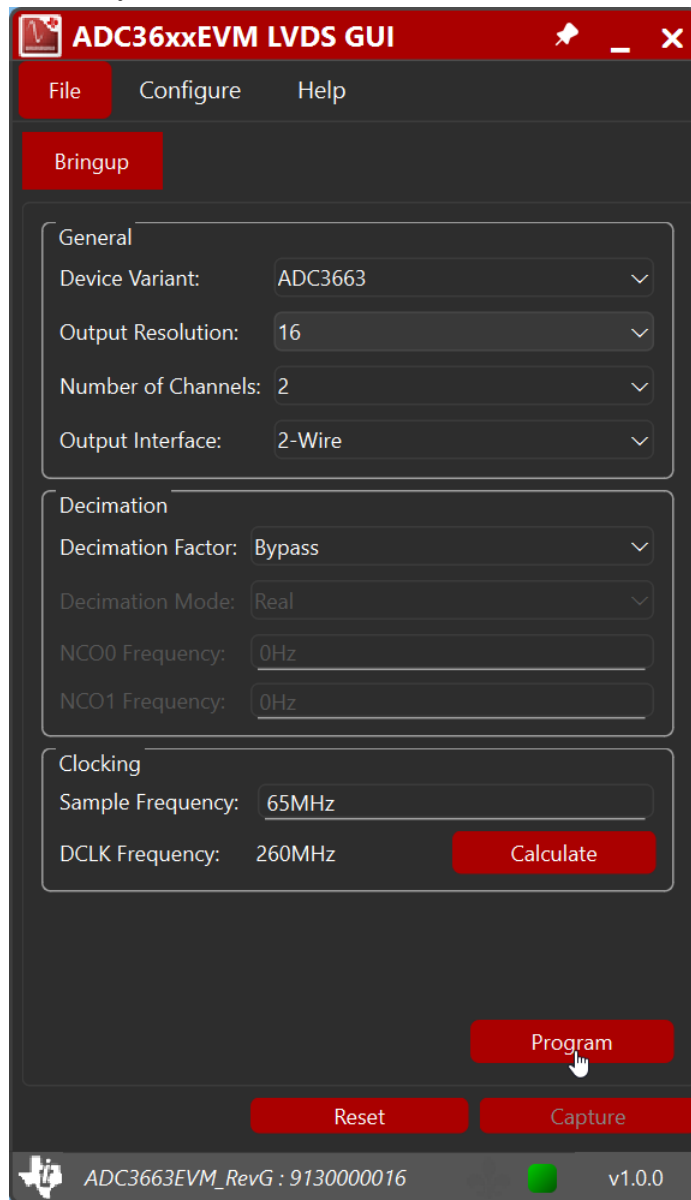 ADC36xxEVM LVDS GUI
File Configure Help
Bringup
General
Device Variant: ADC3663
Output Resolution: 16
Number of Channels: 2
Output Interface: 2-Wire
Decimation
Decimation Factor: Bypass
Decimation Mode: Real
NCO0 Frequency: 0Hz
NCO1 Frequency: 0Hz
Clocking
Sample Frequency: 65MHz
DCLK Frequency: 260MHz Calculate
Program
Reset Capture
ADC3663EVM_RevG : 9130000016 v1.0.0